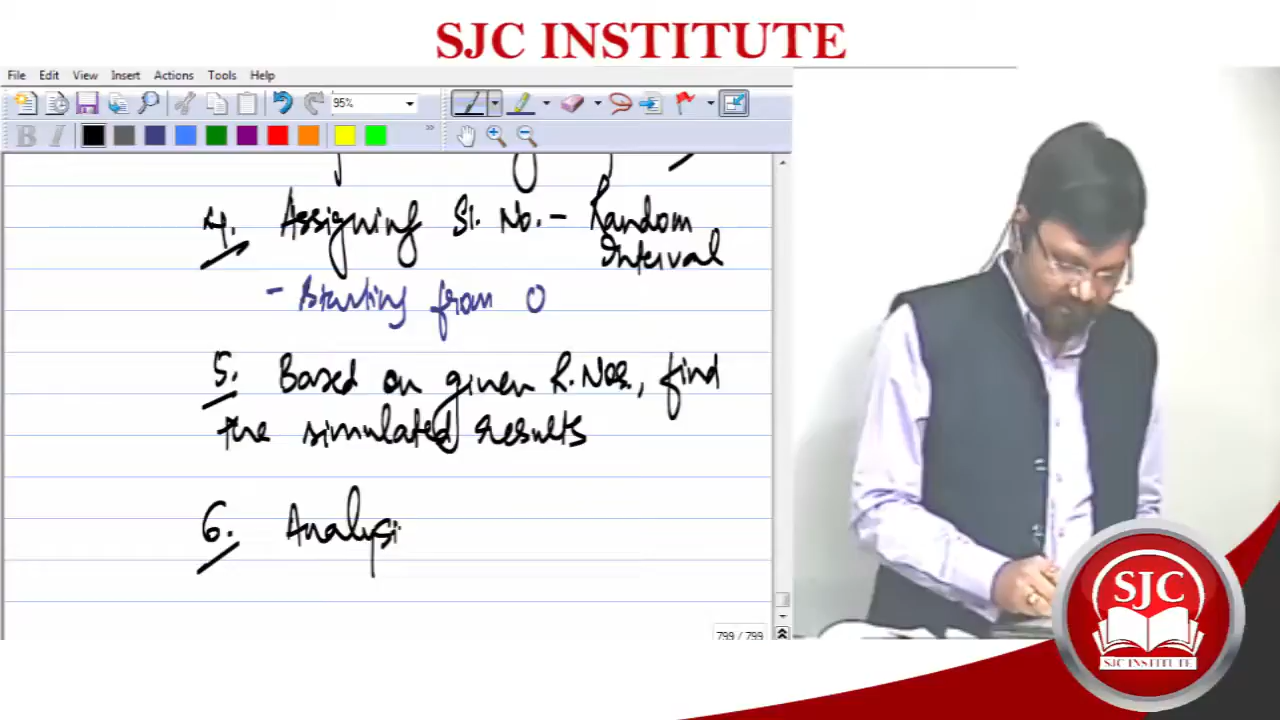 SJC INSTITUTE
File Edit View Insert Actions Tools Help
95%
B I
4. Assigning Sl. No. - Random
Interval
- Starting from 0
5. Based on given R.Nos., find
the simulated results
6. Analysi
799 / 799
SJC
SJC INSTITUTE